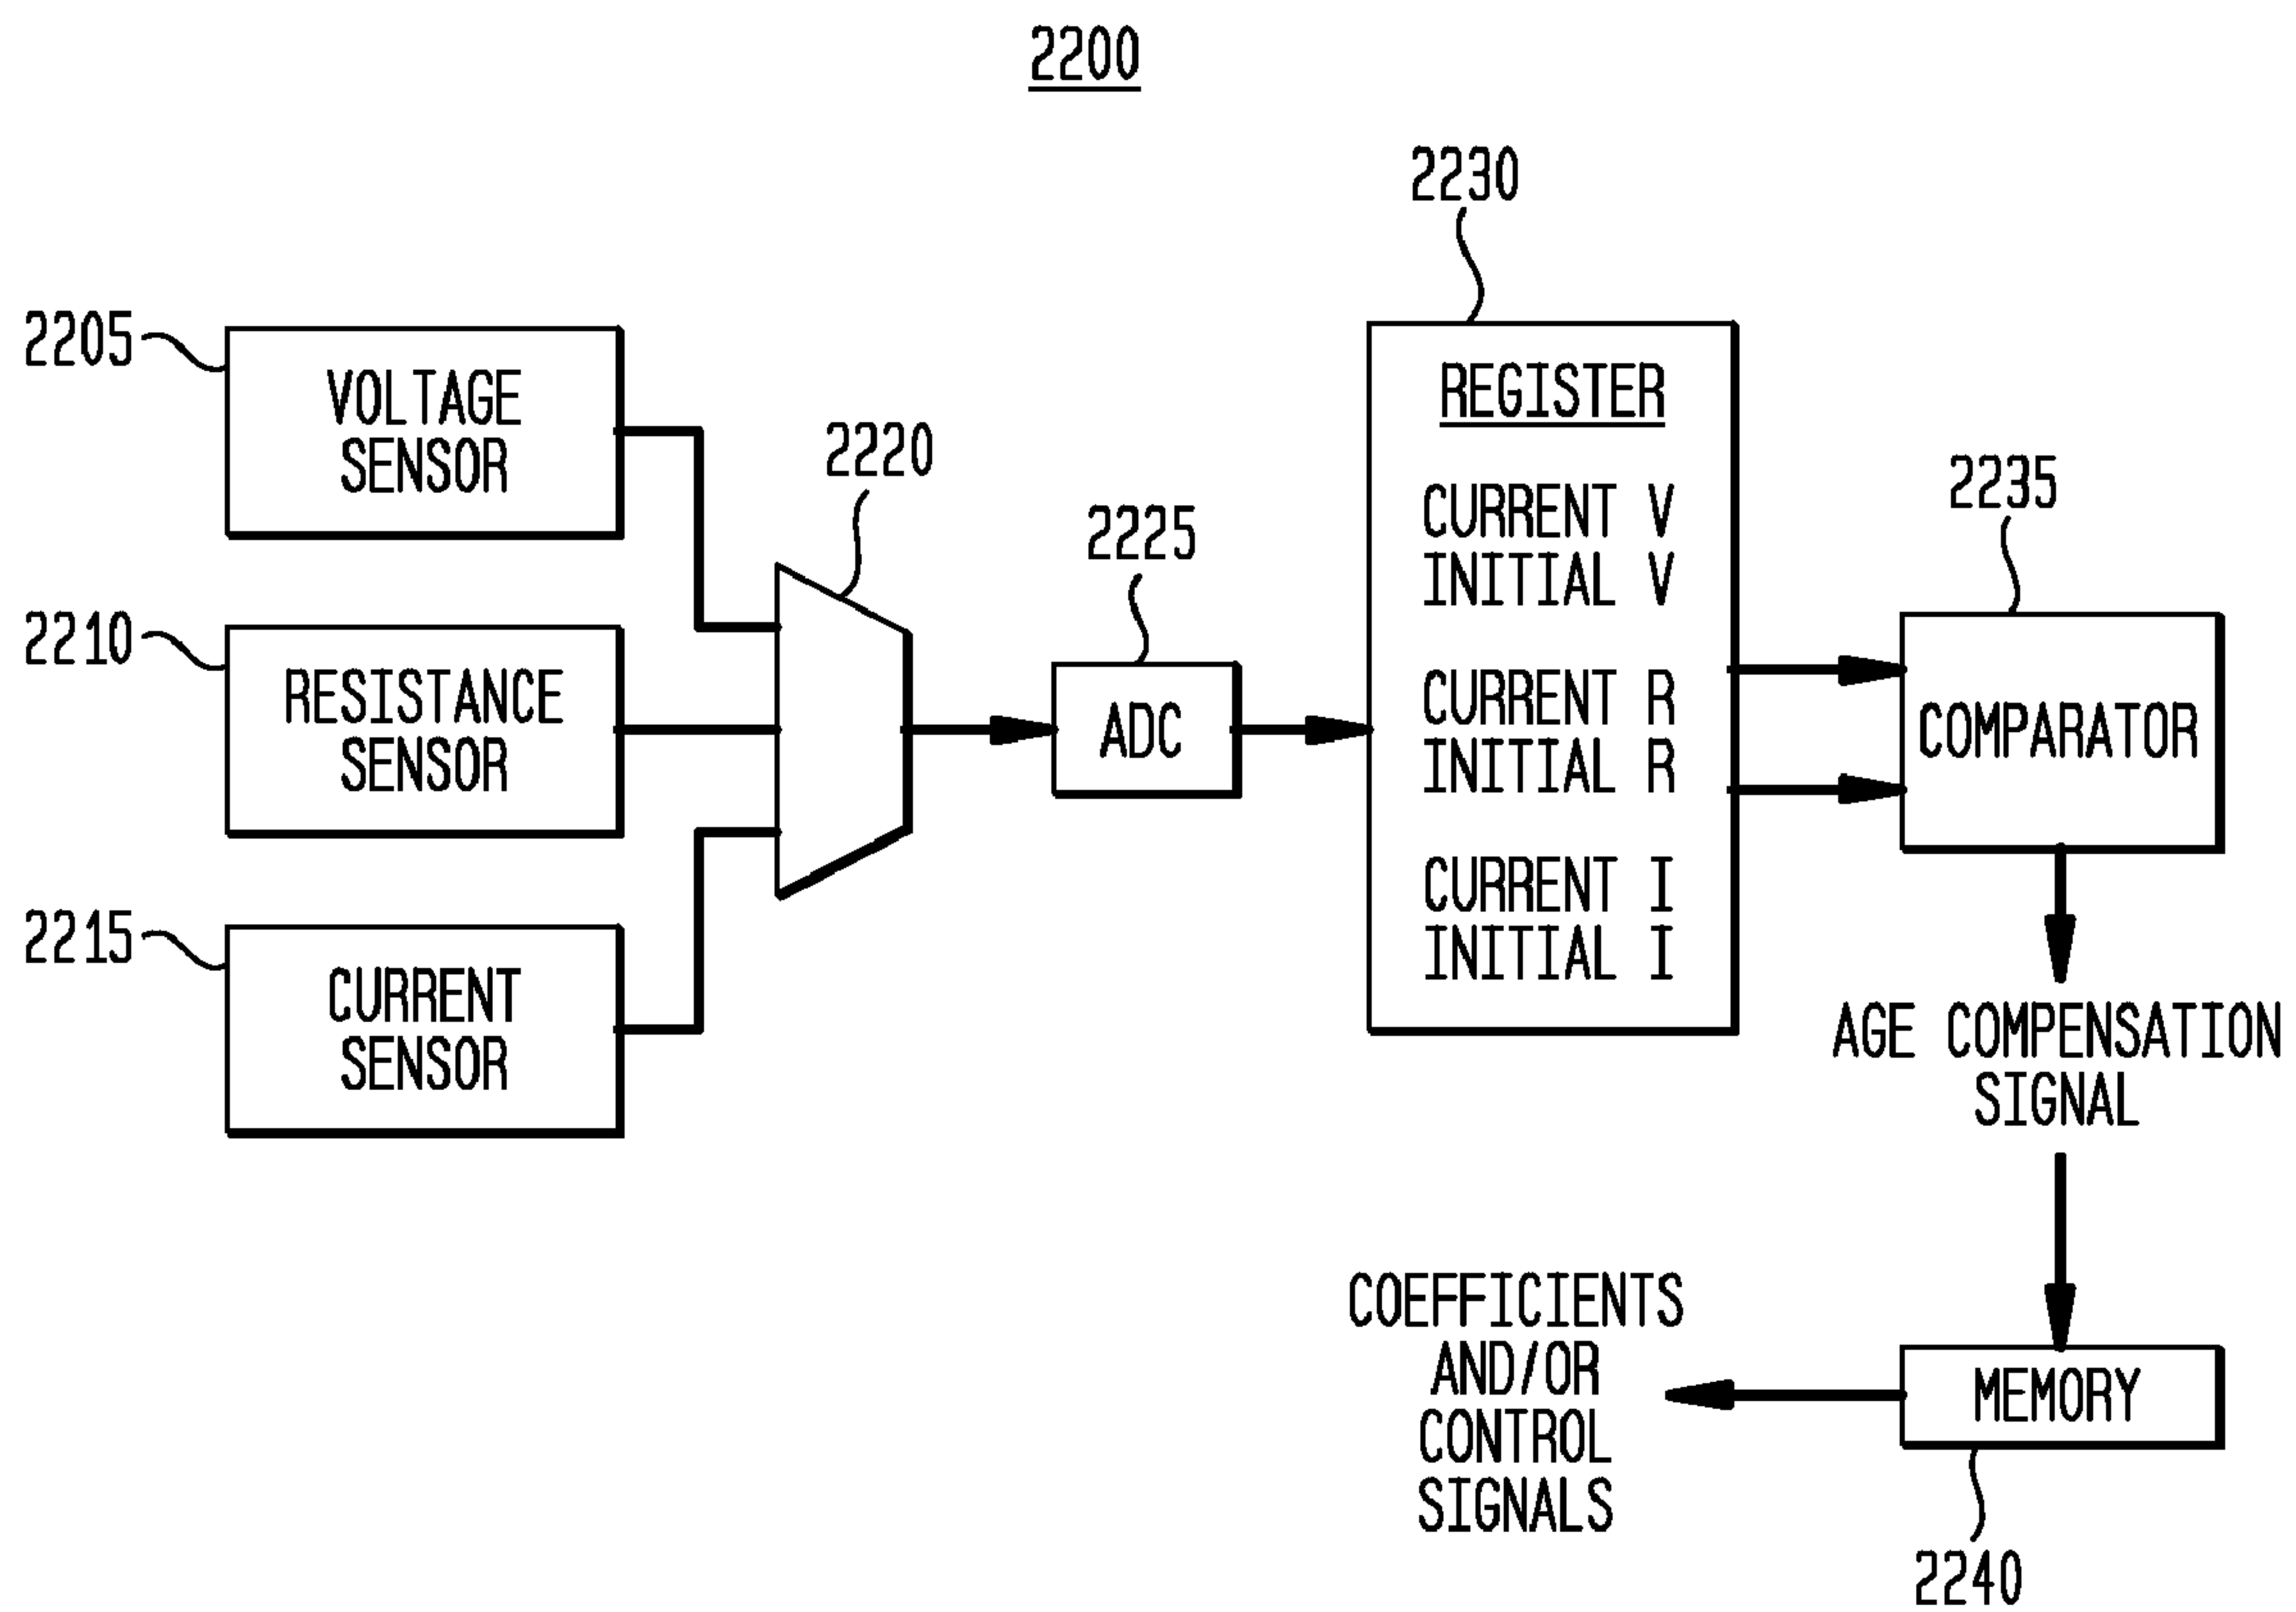 2200
2230
2205
VOLTAGE
SENSOR
2220
2225
REGISTER
CURRENT V
INITIAL V
CURRENT R
INITIAL R
CURRENT I
INITIAL I
2235
COMPARATOR
2210
RESISTANCE
SENSOR
ADC
2215
CURRENT
SENSOR
AGE COMPENSATION
SIGNAL
COEFFICIENTS
AND/OR
CONTROL
SIGNALS
MEMORY
2240